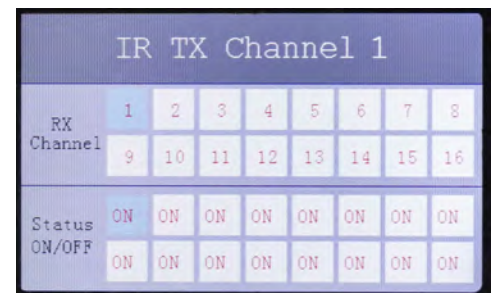 IR TX Channel 1
RX Channel
1 2 3 4 5 6 7 8
9 10 11 12 13 14 15 16
Status ON/OFF
ON ON ON ON ON ON ON ON
ON ON ON ON ON ON ON ON